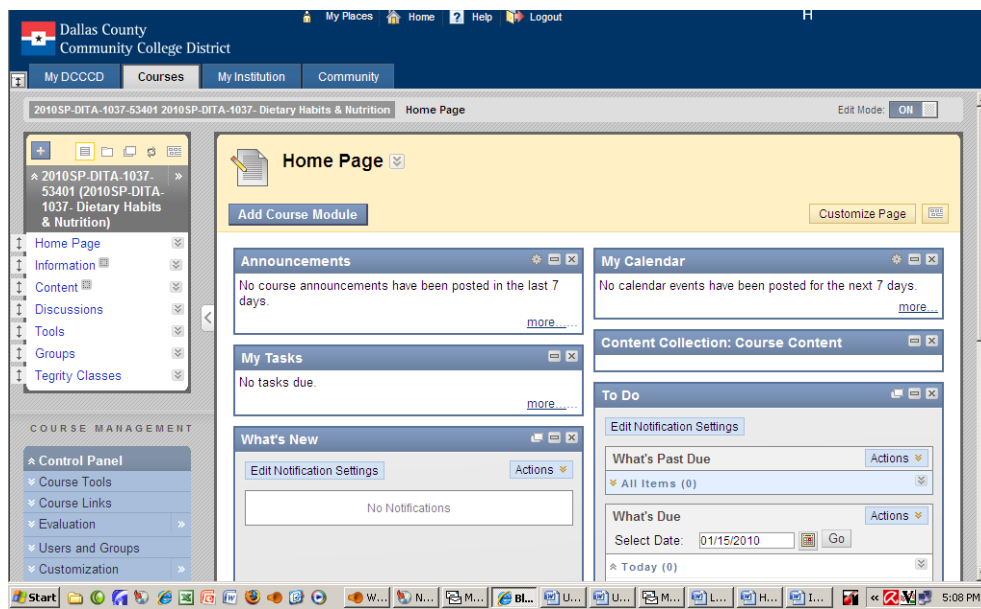 My Places Home ? Help Logout H
Dallas County
Community College District
My DCCCD Courses My Institution Community
2010SP-DITA-1037-53401 2010SP-DITA-1037- Dietary Habits & Nutrition Home Page Edit Mode: ON
2010SP-DITA-1037-
53401 (2010SP-DITA-
1037- Dietary Habits
& Nutrition)
Home Page
Information
Content
Discussions
Tools
Groups
Tegrity Classes
COURSE MANAGEMENT
Control Panel
Course Tools
Course Links
Evaluation
Users and Groups
Customization
Home Page
Add Course Module Customize Page
Announcements
No course announcements have been posted in the last 7
days.
more......
My Tasks
No tasks due.
more......
What's New
Edit Notification Settings Actions
No Notifications
My Calendar
No calendar events have been posted for the next 7 days.
more...
Content Collection: Course Content
To Do
Edit Notification Settings
What's Past Due Actions
All Items (0)
What's Due Actions
Select Date: 01/15/2010 Go
Today (0)
Start W... N... M... Bl... U... U... M... L... H... I... « 5:08 PM